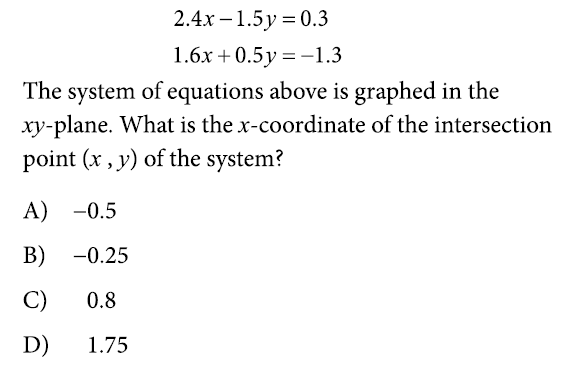 2.4x − 1.5y = 0.3
1.6x + 0.5y = −1.3
The system of equations above is graphed in the
xy-plane. What is the x-coordinate of the intersection
point (x , y) of the system?
A) −0.5
B) −0.25
C) 0.8
D) 1.75